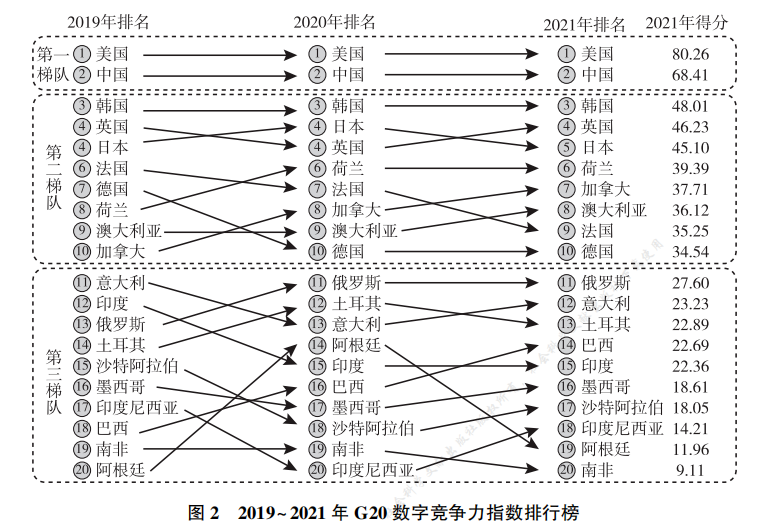 2019年排名 2020年排名 2021年排名 2021年得分
第一梯队
① 美国 ① 美国 ① 美国 80.26
② 中国 ② 中国 ② 中国 68.41
第二梯队
③ 韩国 ③ 韩国 ③ 韩国 48.01
④ 英国 ④ 日本 ④ 英国 46.23
④ 日本 ④ 英国 ⑤ 日本 45.10
⑥ 法国 ⑥ 荷兰 ⑥ 荷兰 39.39
⑦ 德国 ⑦ 法国 ⑦ 加拿大 37.71
⑧ 荷兰 ⑧ 加拿大 ⑧ 澳大利亚 36.12
⑨ 澳大利亚 ⑨ 澳大利亚 ⑨ 法国 35.25
⑩ 加拿大 ⑩ 德国 ⑩ 德国 34.54
第三梯队
⑪ 意大利 ⑪ 俄罗斯 ⑪ 俄罗斯 27.60
⑫ 印度 ⑫ 土耳其 ⑫ 意大利 23.23
⑬ 俄罗斯 ⑬ 意大利 ⑬ 土耳其 22.89
⑭ 土耳其 ⑭ 阿根廷 ⑭ 巴西 22.69
⑮ 沙特阿拉伯 ⑮ 印度 ⑮ 印度 22.36
⑯ 墨西哥 ⑯ 巴西 ⑯ 墨西哥 18.61
⑰ 印度尼西亚 ⑰ 墨西哥 ⑰ 沙特阿拉伯 18.05
⑱ 巴西 ⑱ 沙特阿拉伯 ⑱ 印度尼西亚 14.21
⑲ 南非 ⑲ 南非 ⑲ 阿根廷 11.96
⑳ 阿根廷 ⑳ 印度尼西亚 ⑳ 南非 9.11
图2 2019~2021年G20数字竞争力指数排行榜